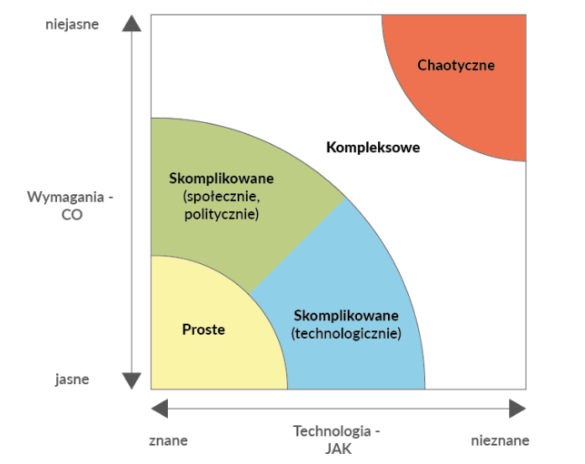 niejasne
Chaotyczne
Kompleksowe
Skomplikowane
(społecznie,
politycznie)
Wymagania -
CO
Skomplikowane
(technologicznie)
Proste
jasne
znane
Technologia -
JAK
nieznane